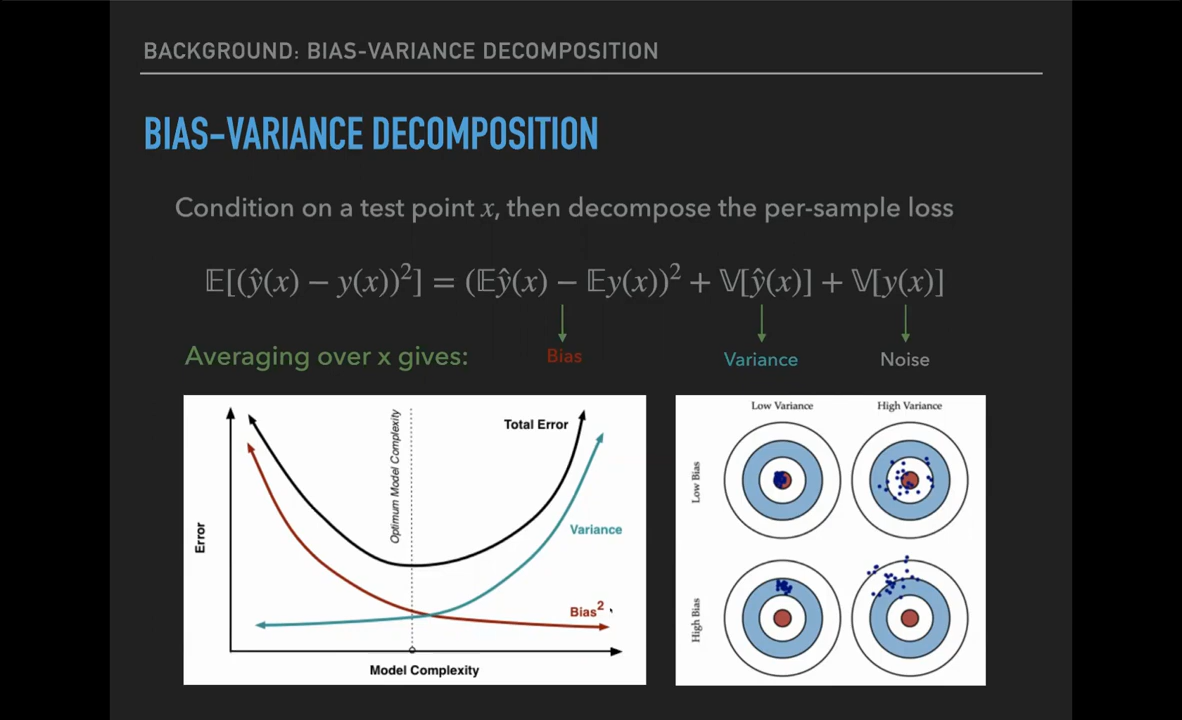 BACKGROUND: BIAS-VARIANCE DECOMPOSITION
BIAS-VARIANCE DECOMPOSITION
Condition on a test point x, then decompose the per-sample loss
𝔼[(ŷ(x) − y(x))²] = (𝔼ŷ(x) − 𝔼y(x))² + 𝕍[ŷ(x)] + 𝕍[y(x)]
Averaging over x gives:
Bias
Variance
Noise
Error
Optimum Model Complexity
Total Error
Variance
Bias²
Model Complexity
Low Variance
High Variance
Low Bias
High Bias